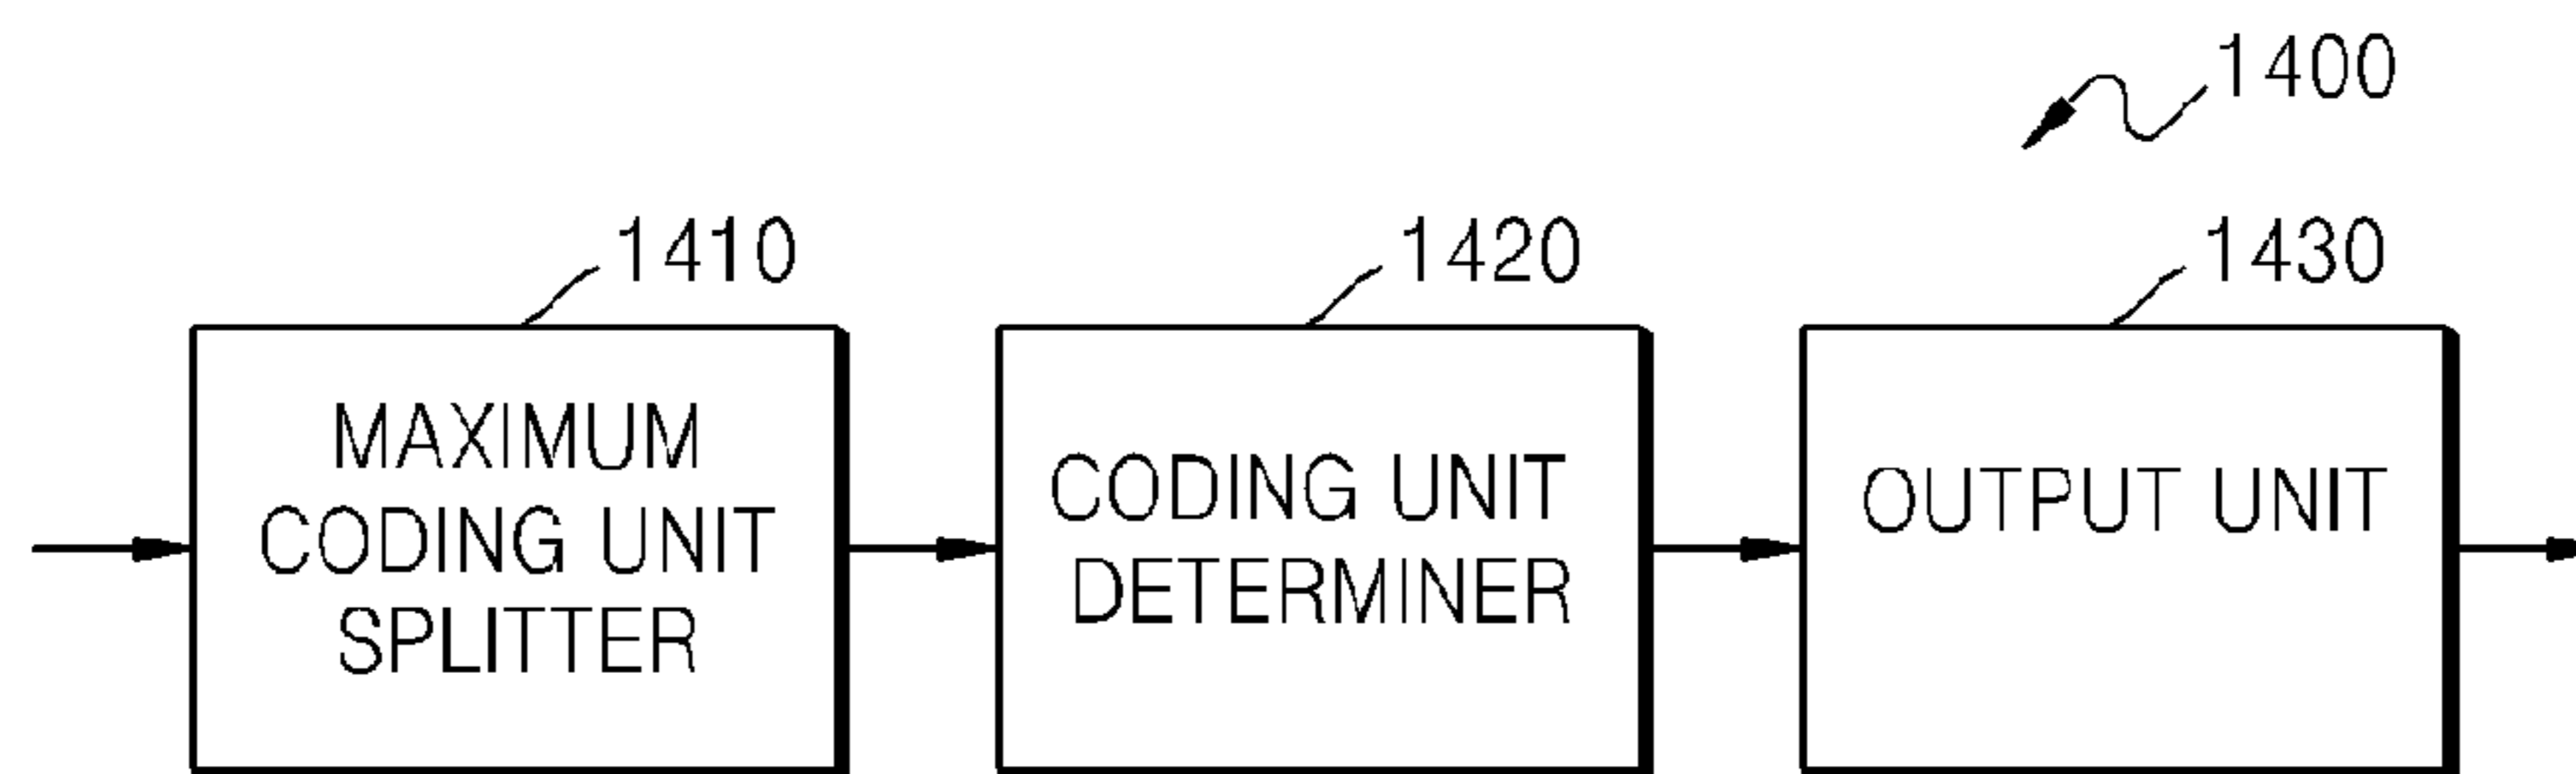 1400
1410
1420
1430
MAXIMUM
CODING UNIT
SPLITTER
CODING UNIT
DETERMINER
OUTPUT UNIT